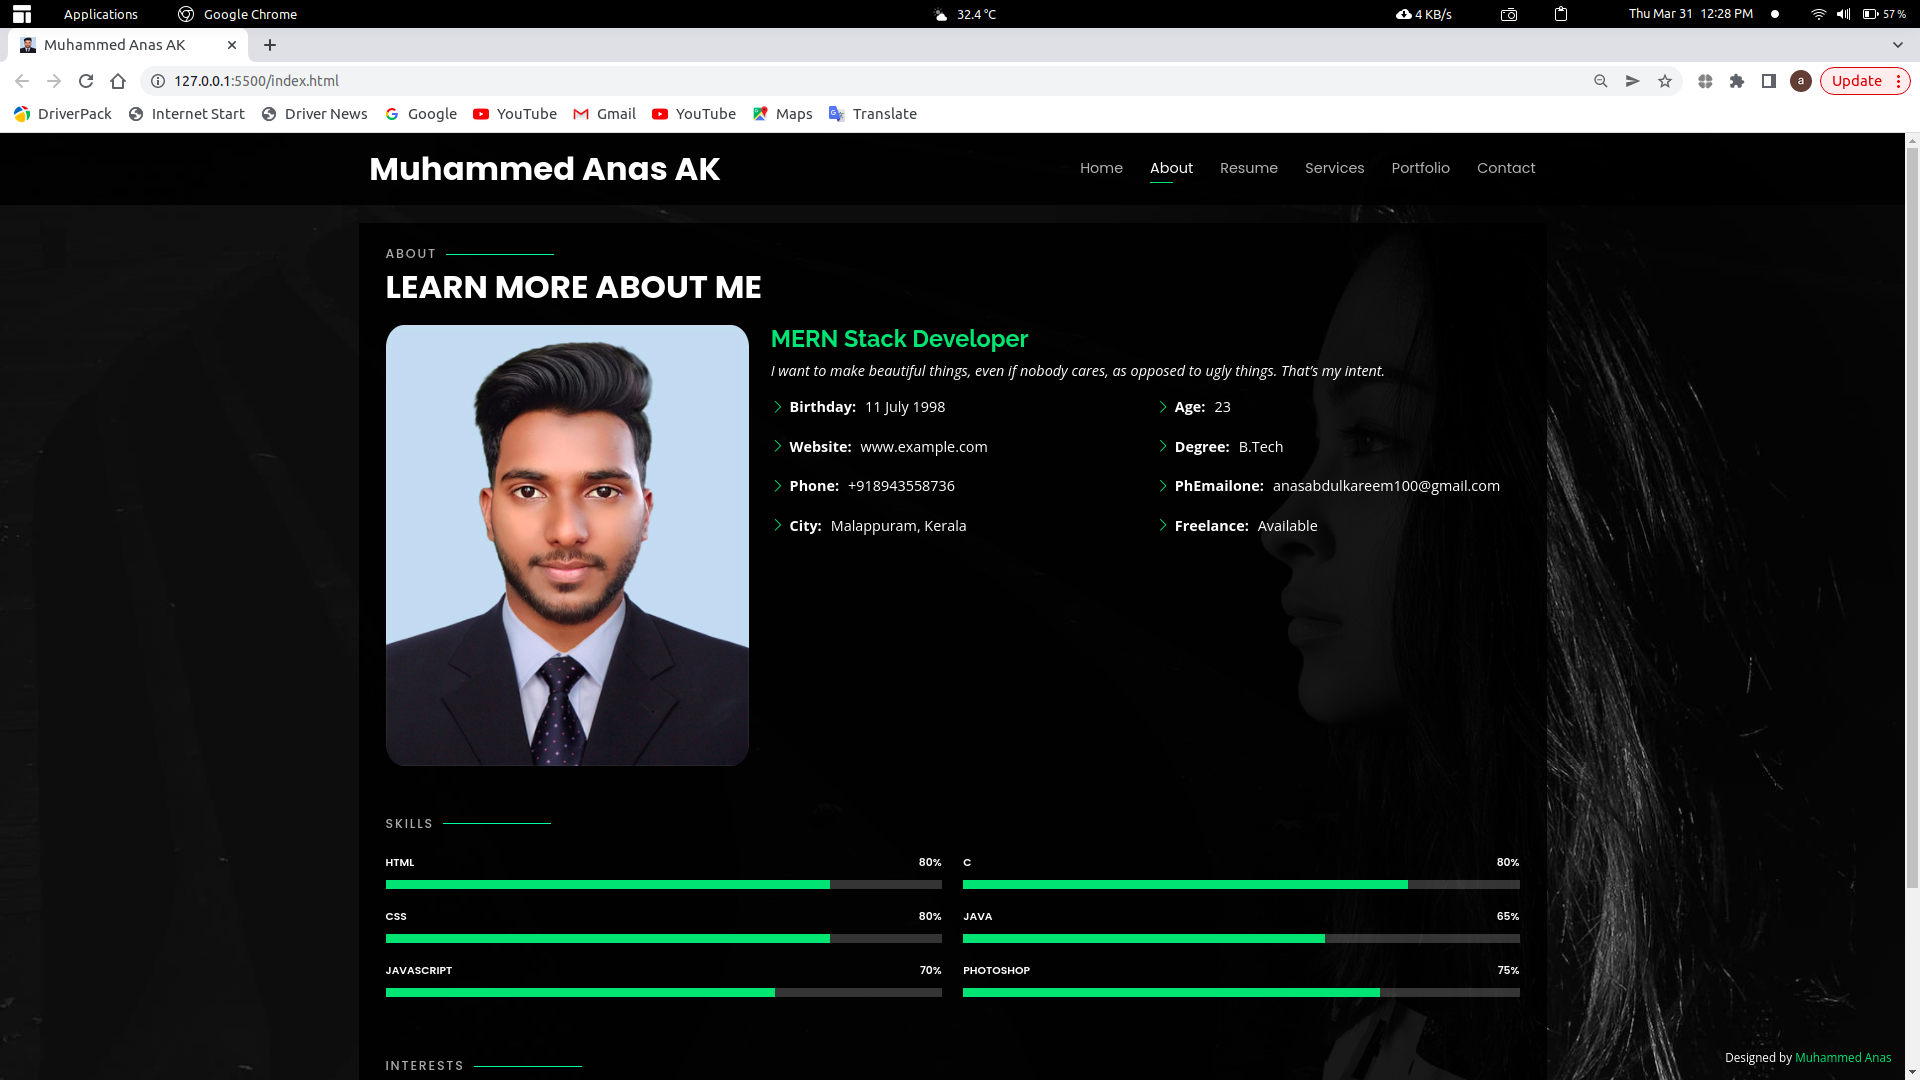 Applications Google Chrome 32.4 °C 4 KB/s Thu Mar 31 12:28 PM 57 %
Muhammed Anas AK
127.0.0.1:5500/index.html a Update
DriverPack Internet Start Driver News Google YouTube Gmail YouTube Maps Translate
Muhammed Anas AK Home About Resume Services Portfolio Contact
ABOUT
LEARN MORE ABOUT ME
MERN Stack Developer
I want to make beautiful things, even if nobody cares, as opposed to ugly things. That's my intent.
Birthday: 11 July 1998 Age: 23
Website: www.example.com Degree: B.Tech
Phone: +918943558736 PhEmailone: anasabdulkareem100@gmail.com
City: Malappuram, Kerala Freelance: Available
SKILLS
HTML 80% C 80%
CSS 80% JAVA 65%
JAVASCRIPT 70% PHOTOSHOP 75%
INTERESTS
Designed by Muhammed Anas